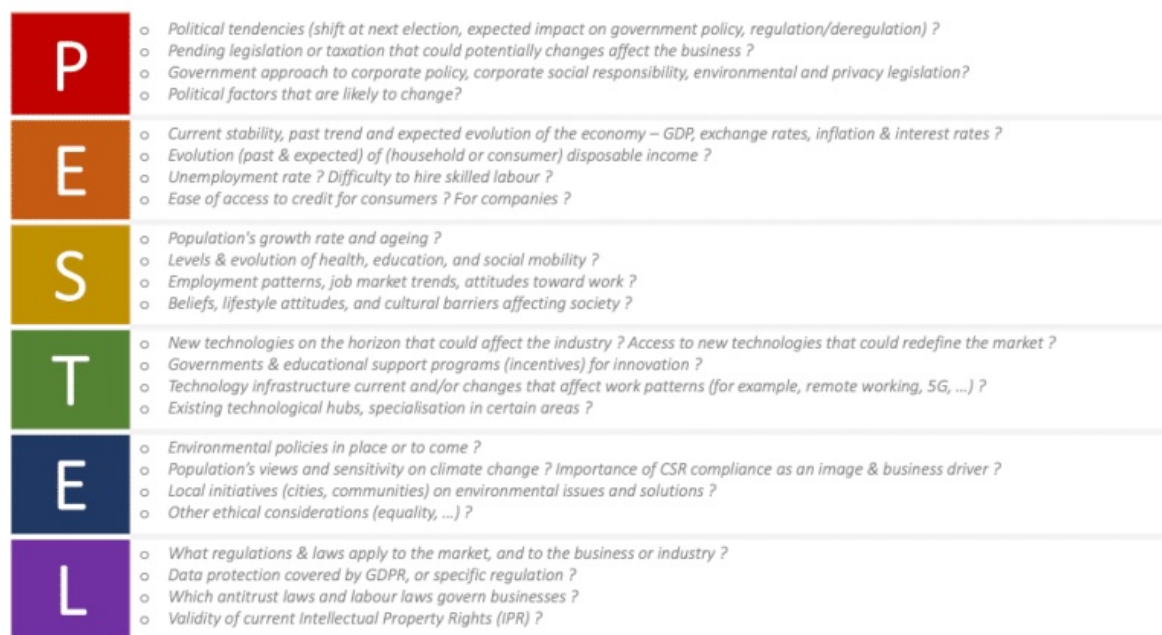 P
o Political tendencies (shift at next election, expected impact on government policy, regulation/deregulation) ?
o Pending legislation or taxation that could potentially changes affect the business ?
o Government approach to corporate policy, corporate social responsibility, environmental and privacy legislation?
o Political factors that are likely to change?
E
o Current stability, past trend and expected evolution of the economy – GDP, exchange rates, inflation & interest rates ?
o Evolution (past & expected) of (household or consumer) disposable income ?
o Unemployment rate ? Difficulty to hire skilled labour ?
o Ease of access to credit for consumers ? For companies ?
S
o Population's growth rate and ageing ?
o Levels & evolution of health, education, and social mobility ?
o Employment patterns, job market trends, attitudes toward work ?
o Beliefs, lifestyle attitudes, and cultural barriers affecting society ?
T
o New technologies on the horizon that could affect the industry ? Access to new technologies that could redefine the market ?
o Governments & educational support programs (incentives) for innovation ?
o Technology infrastructure current and/or changes that affect work patterns (for example, remote working, 5G, …) ?
o Existing technological hubs, specialisation in certain areas ?
E
o Environmental policies in place or to come ?
o Population's views and sensitivity on climate change ? Importance of CSR compliance as an image & business driver ?
o Local initiatives (cities, communities) on environmental issues and solutions ?
o Other ethical considerations (equality, …) ?
L
o What regulations & laws apply to the market, and to the business or industry ?
o Data protection covered by GDPR, or specific regulation ?
o Which antitrust laws and labour laws govern businesses ?
o Validity of current Intellectual Property Rights (IPR) ?